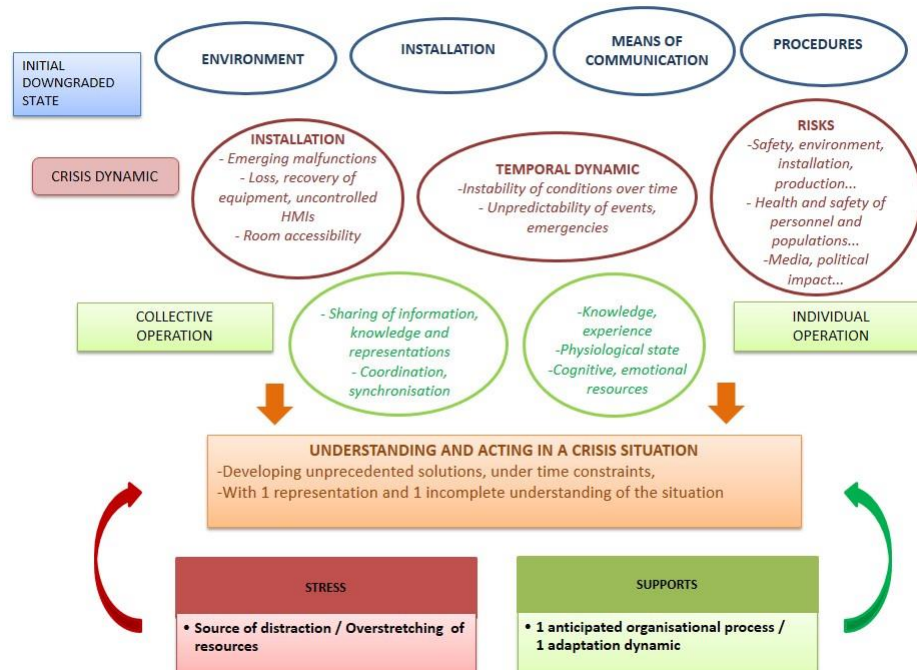 INITIAL
DOWNGRADED
STATE
ENVIRONMENT
INSTALLATION
MEANS OF
COMMUNICATION
PROCEDURES
CRISIS DYNAMIC
INSTALLATION
- Emerging malfunctions
- Loss, recovery of
equipment, uncontrolled
HMIs
- Room accessibility
TEMPORAL DYNAMIC
-Instability of conditions over time
- Unpredictability of events,
emergencies
RISKS
-Safety, environment,
installation,
production...
- Health and safety of
personnel and
populations...
-Media, political
impact...
COLLECTIVE
OPERATION
- Sharing of information,
knowledge and
representations
- Coordination,
synchronisation
-Knowledge,
experience
-Physiological state
-Cognitive, emotional
resources
INDIVIDUAL
OPERATION
UNDERSTANDING AND ACTING IN A CRISIS SITUATION
-Developing unprecedented solutions, under time constraints,
-With 1 representation and 1 incomplete understanding of the situation
STRESS
• Source of distraction / Overstretching of
resources
SUPPORTS
• 1 anticipated organisational process /
1 adaptation dynamic